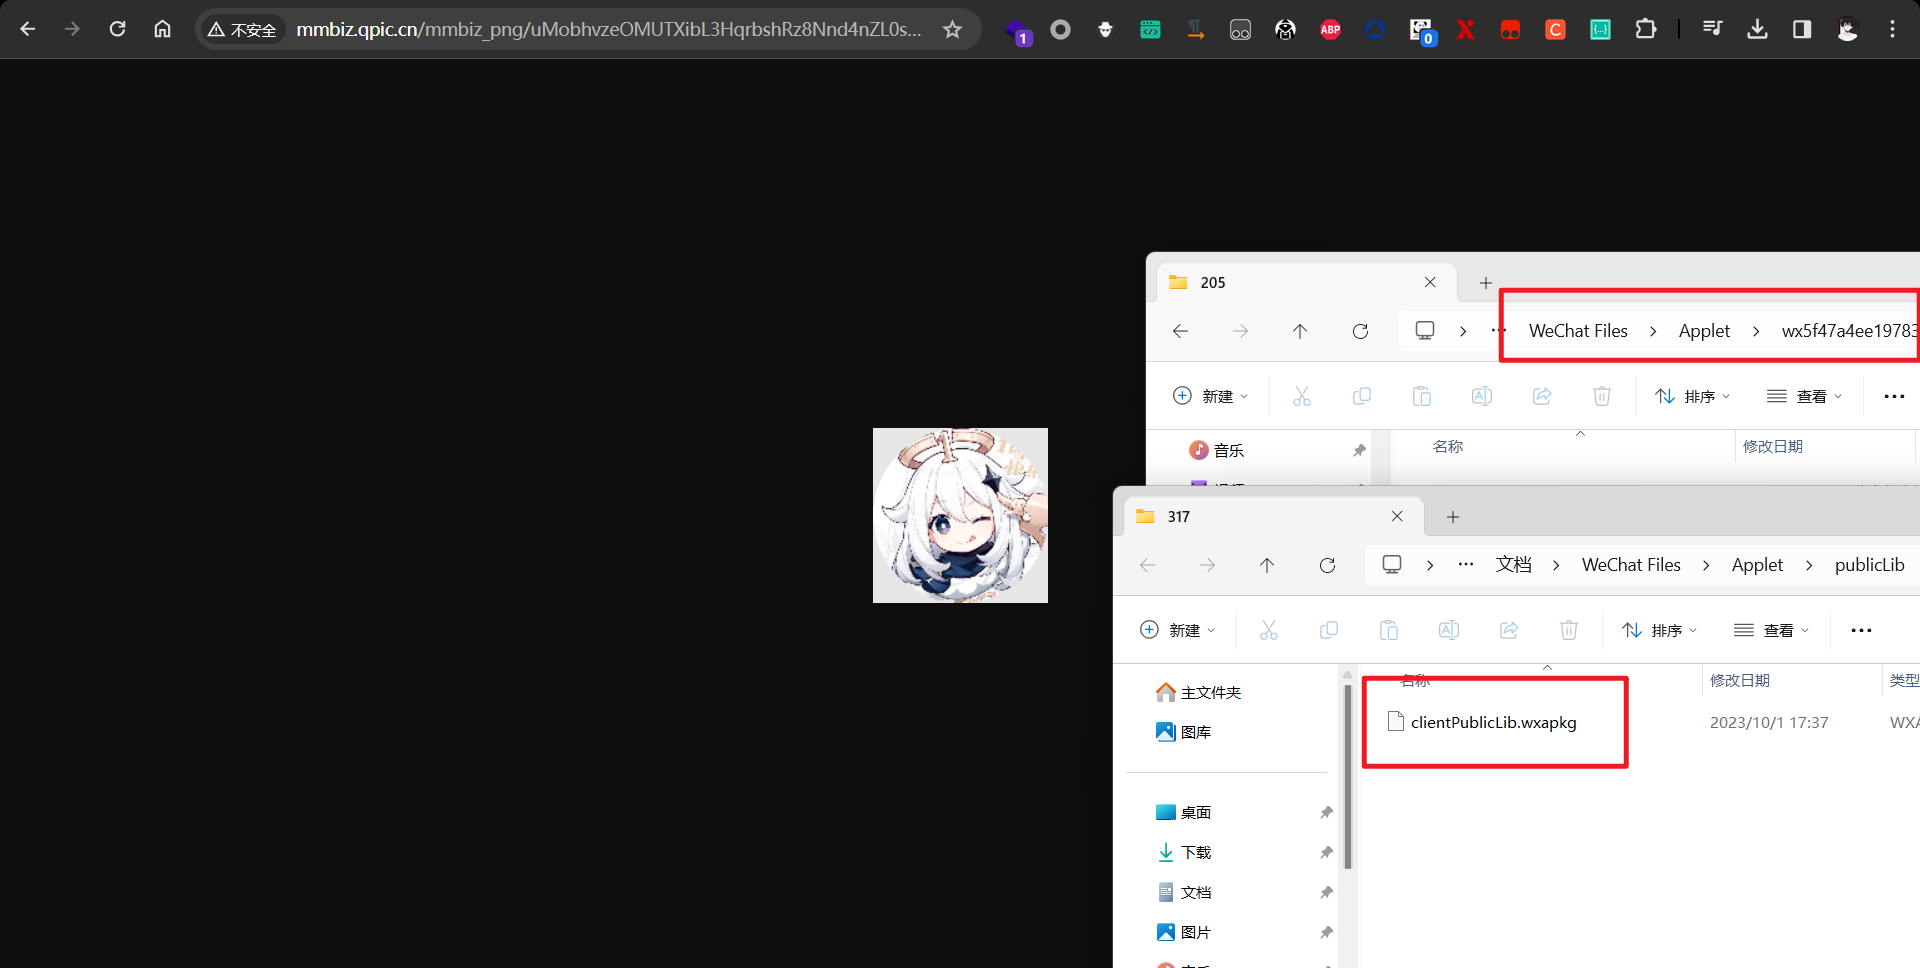 不安全 mmbiz.qpic.cn/mmbiz_png/uMobhvzeOMUTXibL3HqrbshRz8Nnd4nZL0s...
1
ABP
0
C
205
WeChat Files > Applet > wx5f47a4ee19783
新建
排序
查看
音乐
名称
修改日期
317
文档 > WeChat Files > Applet > publicLib
新建
排序
查看
主文件夹
图库
桌面
下载
文档
图片
名称
修改日期
类型
clientPublicLib.wxapkg
2023/10/1 17:37
WXA